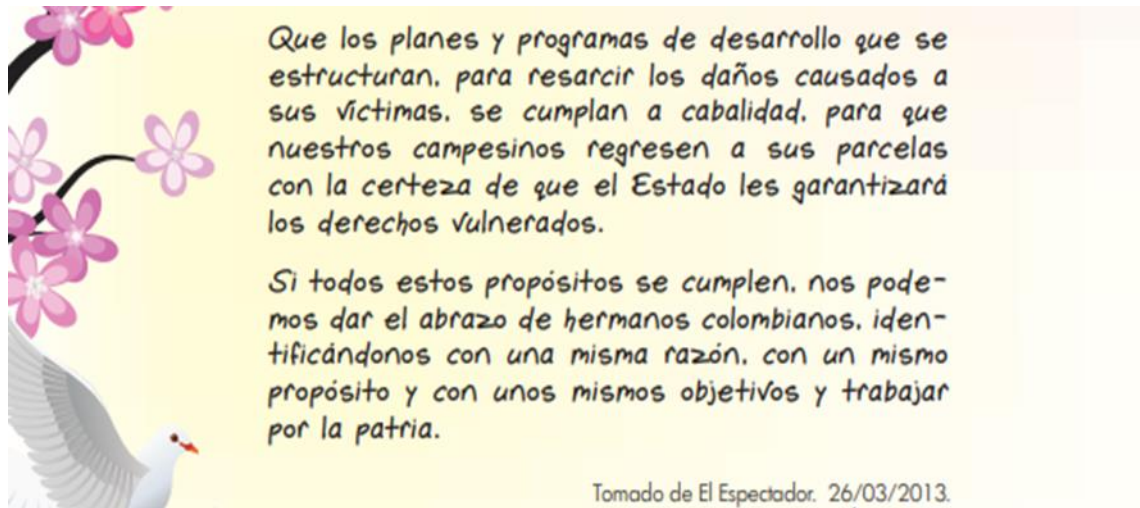 Que los planes y programas de desarrollo que se
estructuran, para resarcir los daños causados a
sus víctimas, se cumplan a cabalidad, para que
nuestros campesinos regresen a sus parcelas
con la certeza de que el Estado les garantizará
los derechos vulnerados.
Si todos estos propósitos se cumplen, nos pode-
mos dar el abrazo de hermanos colombianos, iden-
tificándonos con una misma razón, con un mismo
propósito y con unos mismos objetivos y trabajar
por la patria.
Tomado de El Espectador. 26/03/2013.